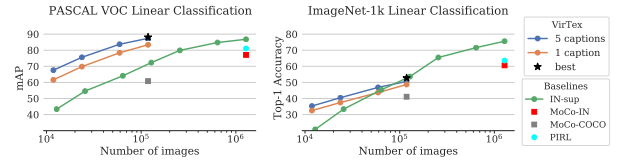 PASCAL VOC Linear Classification
90
80
70
60
50
40
mAP
10^4
10^5
10^6
Number of images
ImageNet-1k Linear Classification
80
70
60
50
40
30
Top-1 Accuracy
10^4
10^5
10^6
Number of images
VirTex
5 captions
1 caption
best
Baselines
IN-sup
MoCo-IN
MoCo-COCO
PIRL